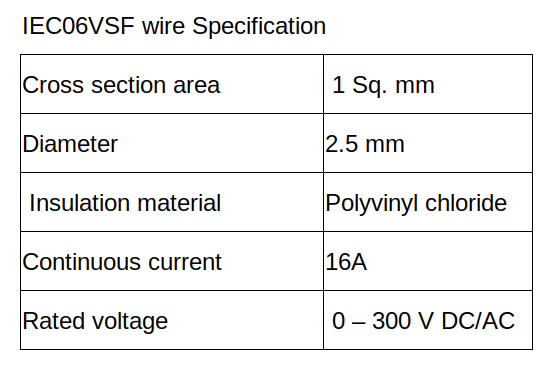 IEC06VSF wire Specification
Cross section area 1 Sq. mm
Diameter 2.5 mm
Insulation material Polyvinyl chloride
Continuous current 16A
Rated voltage 0 – 300 V DC/AC